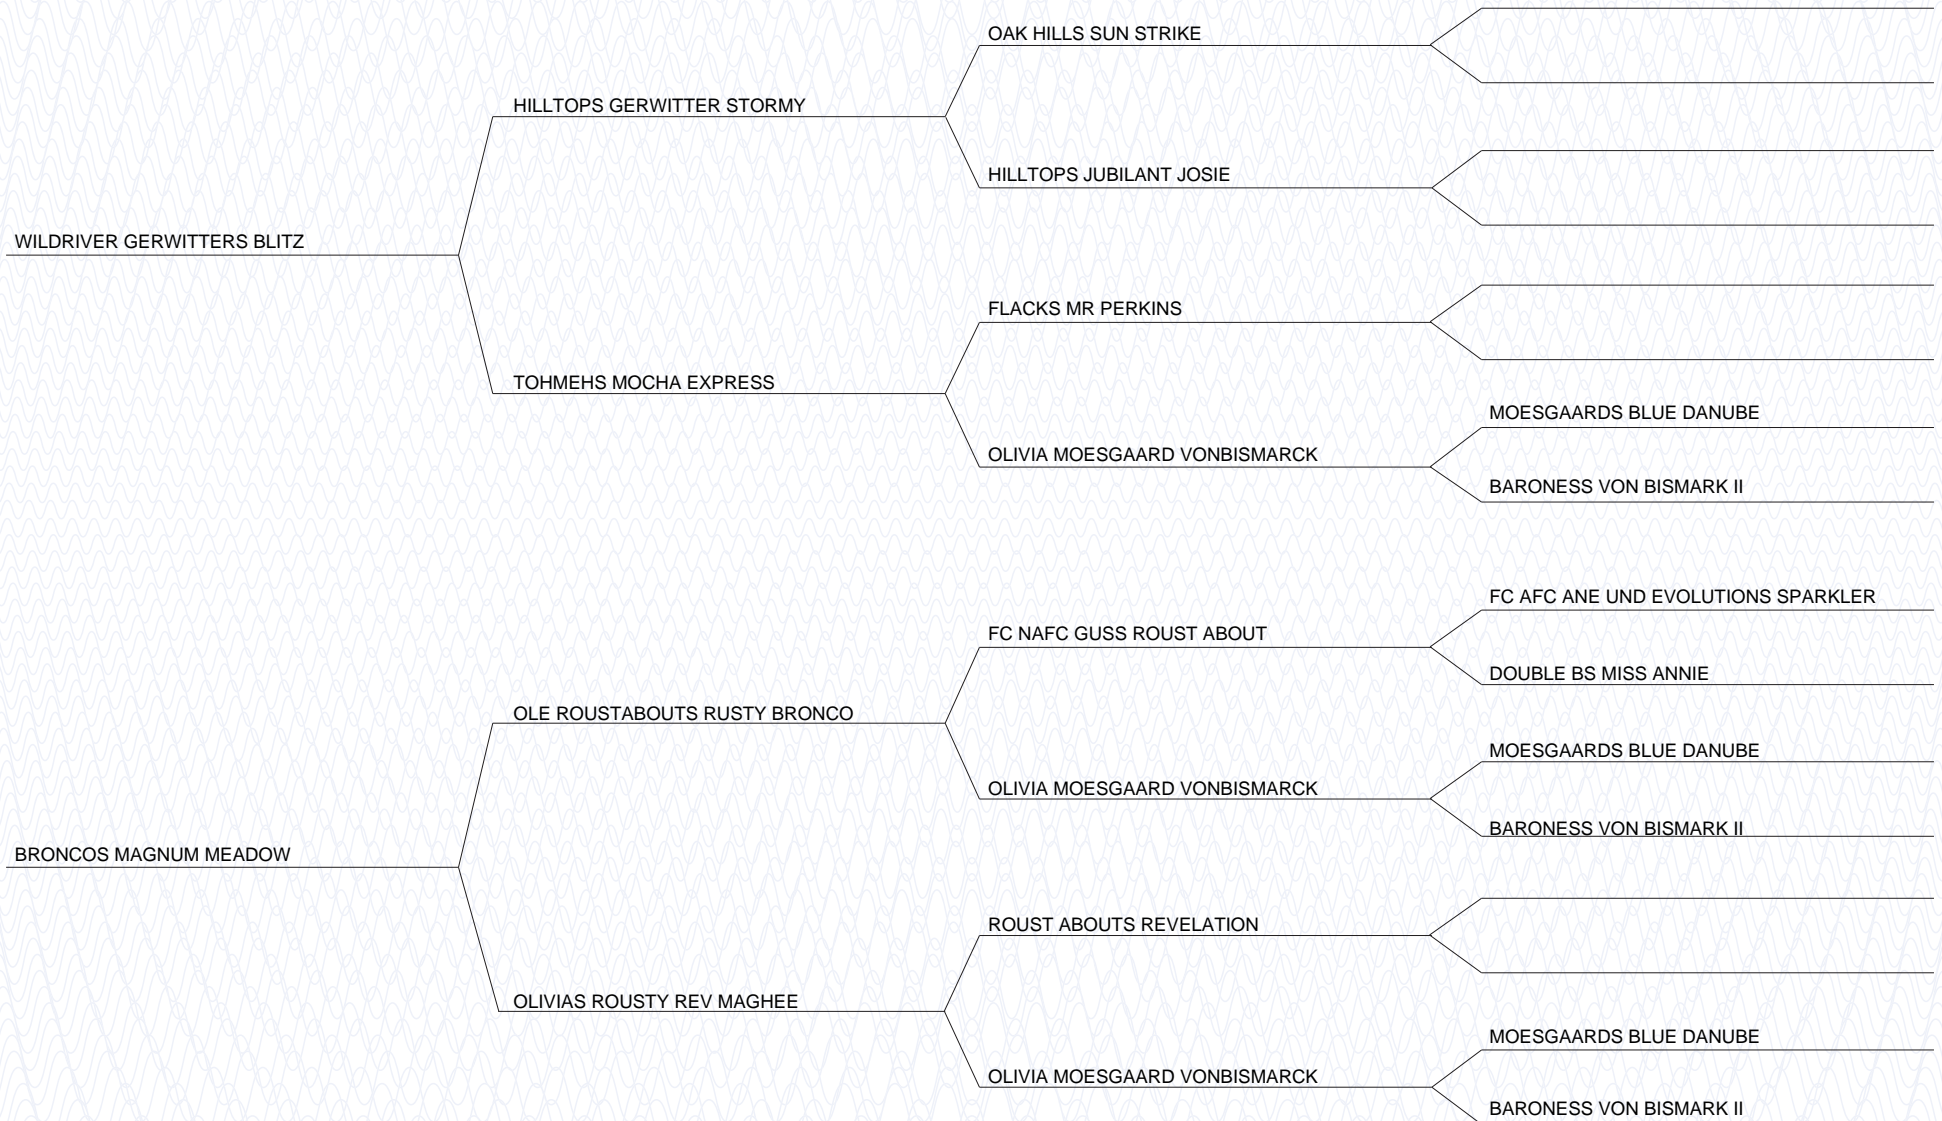 OAK HILLS SUN STRIKE
HILLTOPS GERWITTER STORMY
HILLTOPS JUBILANT JOSIE
WILDRIVER GERWITTERS BLITZ
FLACKS MR PERKINS
TOHMEHS MOCHA EXPRESS
MOESGAARDS BLUE DANUBE
OLIVIA MOESGAARD VONBISMARCK
BARONESS VON BISMARK II
FC AFC ANE UND EVOLUTIONS SPARKLER
FC NAFC GUSS ROUST ABOUT
DOUBLE BS MISS ANNIE
OLE ROUSTABOUTS RUSTY BRONCO
MOESGAARDS BLUE DANUBE
OLIVIA MOESGAARD VONBISMARCK
BARONESS VON BISMARK II
BRONCOS MAGNUM MEADOW
ROUST ABOUTS REVELATION
OLIVIAS ROUSTY REV MAGHEE
MOESGAARDS BLUE DANUBE
OLIVIA MOESGAARD VONBISMARCK
BARONESS VON BISMARK II